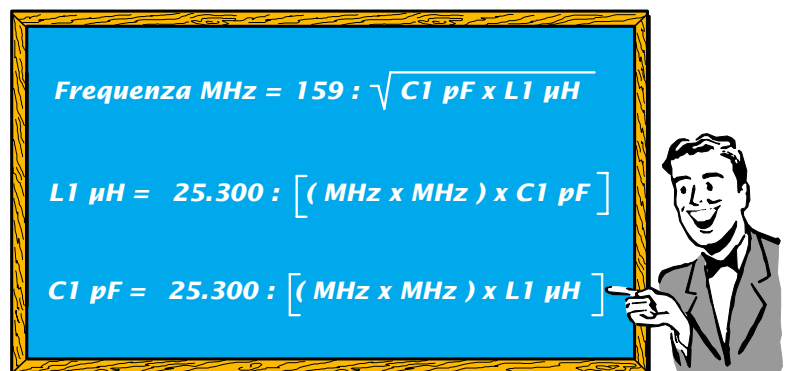 Frequenza MHz = 159 : √ C1 pF x L1 µH
L1 µH = 25.300 : [( MHz x MHz ) x C1 pF ]
C1 pF = 25.300 : [( MHz x MHz ) x L1 µH ]